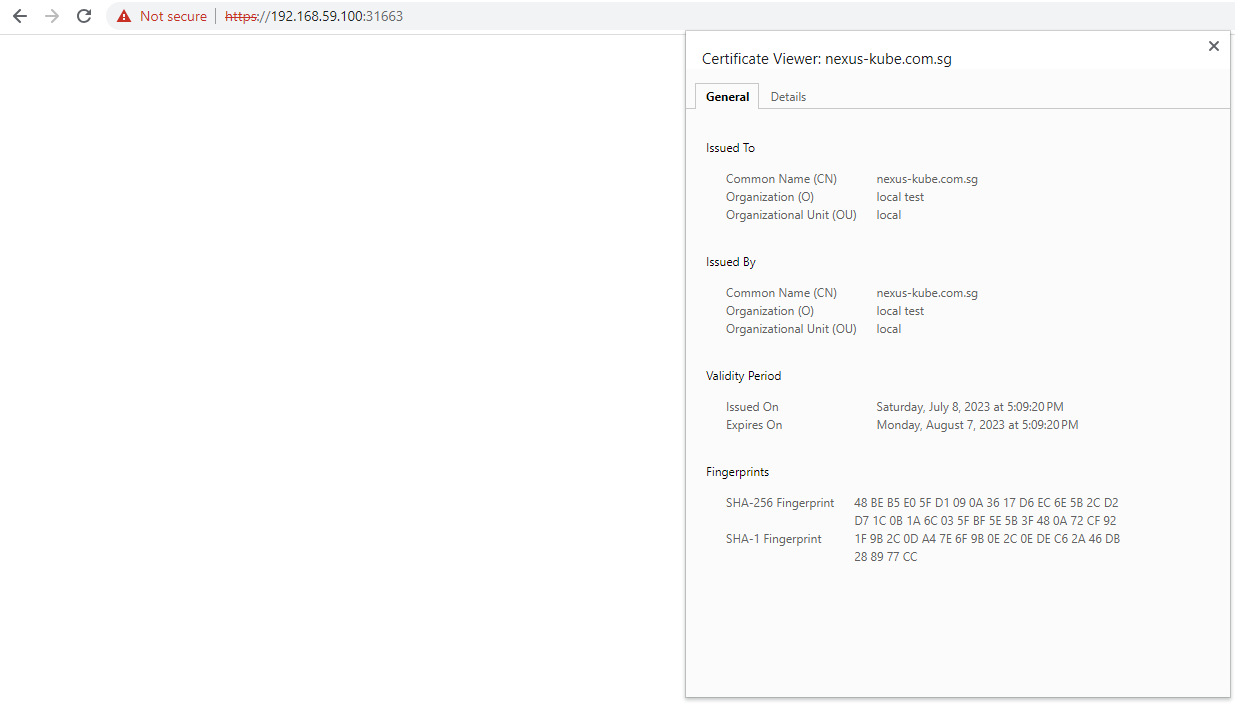 Not secure | https://192.168.59.100:31663
Certificate Viewer: nexus-kube.com.sg
General Details
Issued To
Common Name (CN) nexus-kube.com.sg
Organization (O) local test
Organizational Unit (OU) local
Issued By
Common Name (CN) nexus-kube.com.sg
Organization (O) local test
Organizational Unit (OU) local
Validity Period
Issued On Saturday, July 8, 2023 at 5:09:20 PM
Expires On Monday, August 7, 2023 at 5:09:20 PM
Fingerprints
SHA-256 Fingerprint 48 BE B5 E0 5F D1 09 0A 36 17 D6 EC 6E 5B 2C D2
D7 1C 0B 1A 6C 03 5F BF 5E 5B 3F 48 0A 72 CF 92
SHA-1 Fingerprint 1F 9B 2C 0D A4 7E 6F 9B 0E 2C 0E DE C6 2A 46 DB
28 89 77 CC